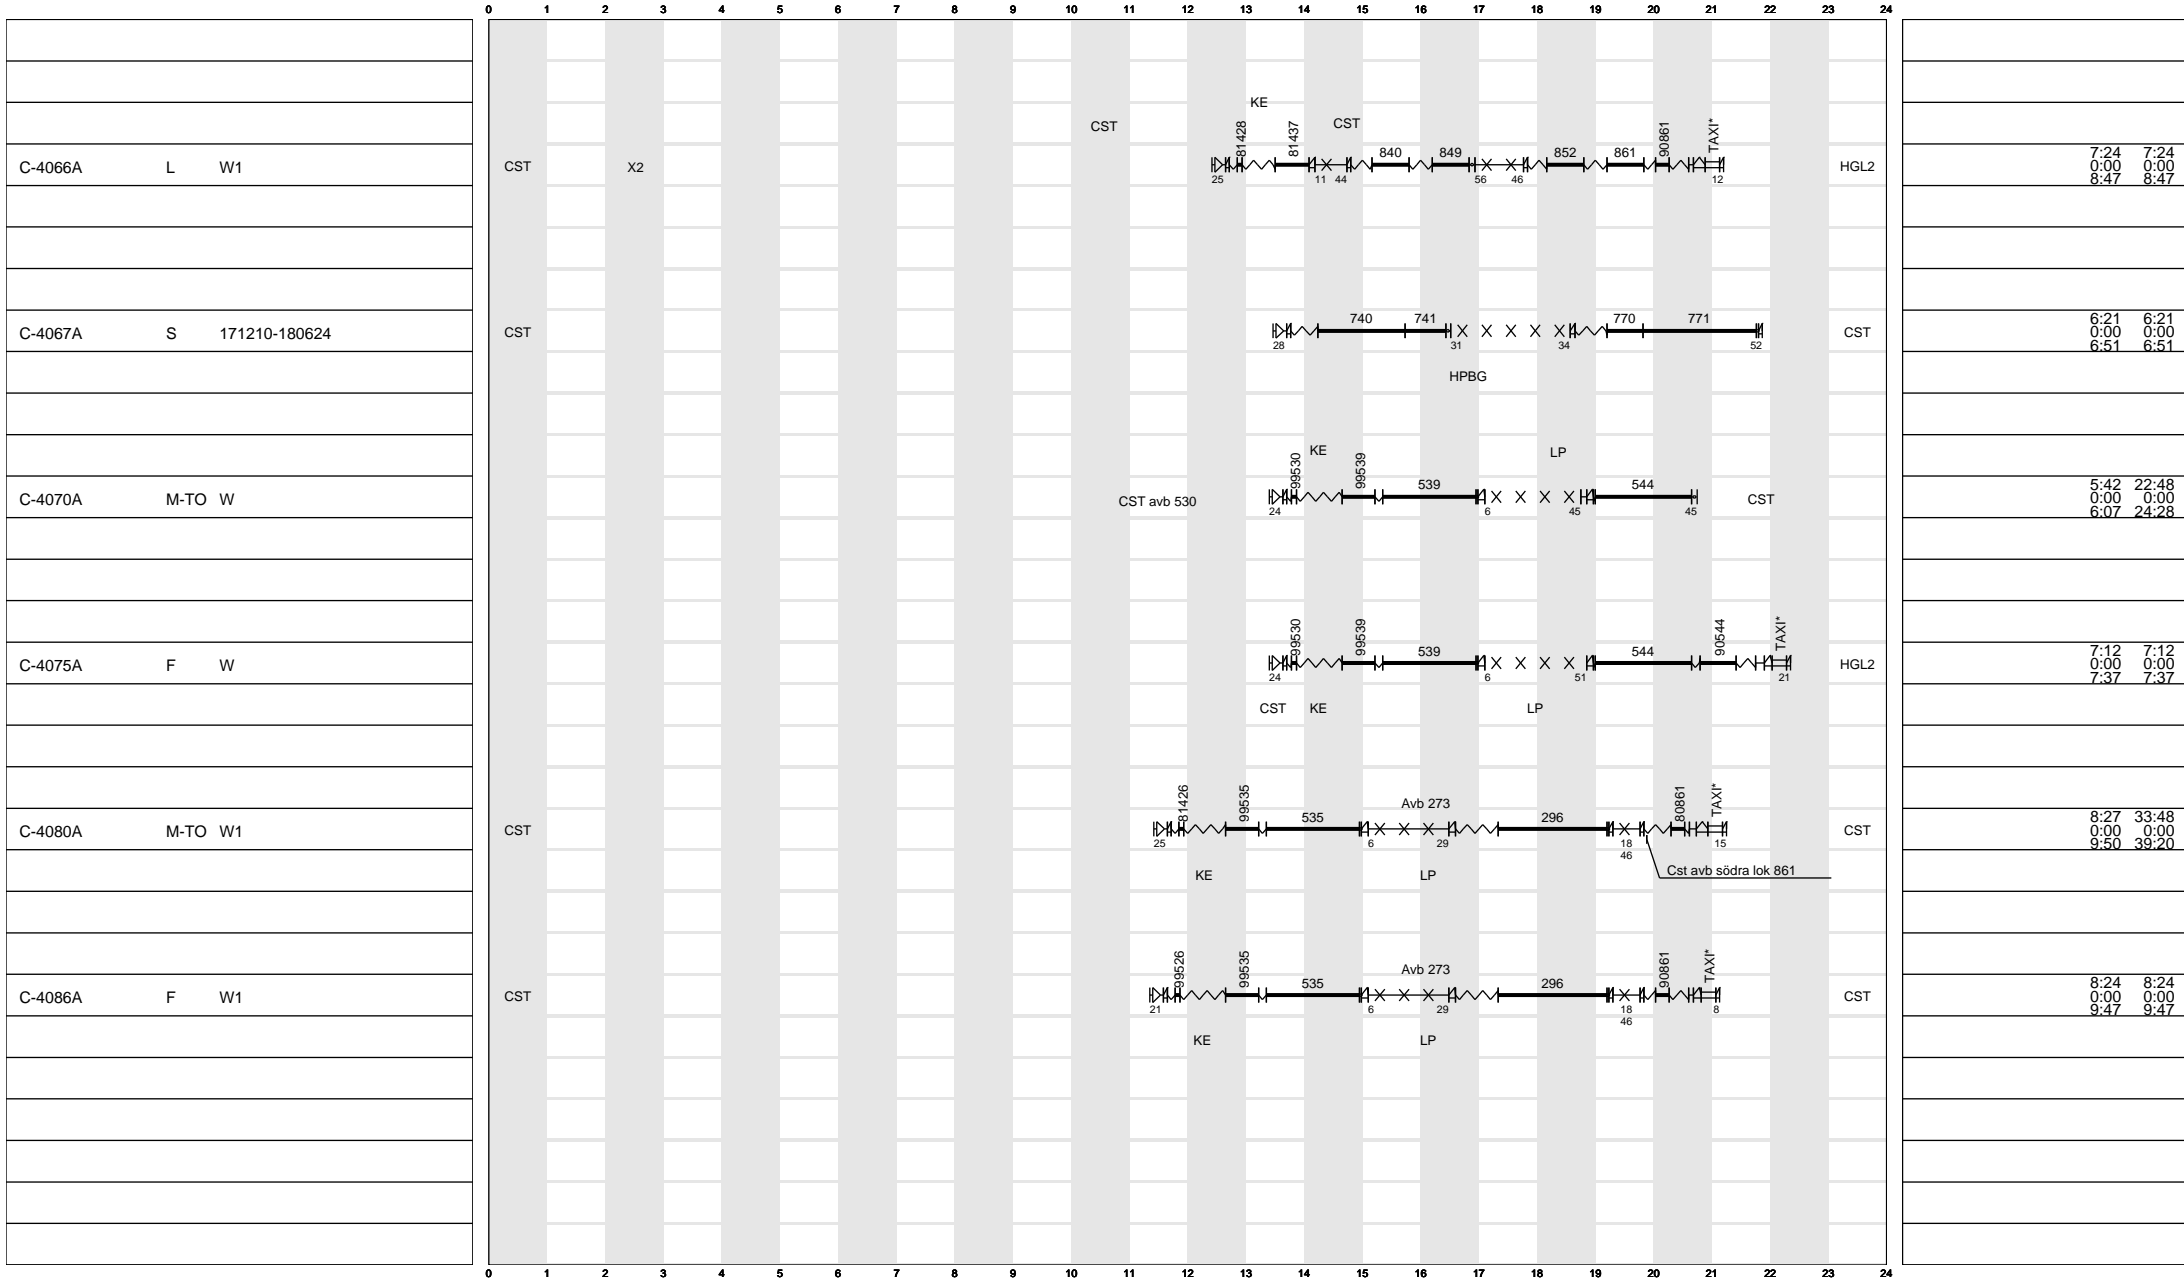 0 1 2 3 4 5 6 7 8 9 10 11 12 13 14 15 16 17 18 19 20 21 22 23 24
KE
CST 81428 81437 CST 90861 TAXI*
840 849 852 861
C-4066A L W1 CST X2 HGL2 7:24 7:24
0:00 0:00
25 11 44 56 46 12 8:47 8:47
740 741 770 771 6:21 6:21
C-4067A S 171210-180624 CST CST 0:00 0:00
28 31 34 52 6:51 6:51
HPBG
KE LP
99530 99539
539 544 5:42 22:48
C-4070A M-TO W CST avb 530 CST 0:00 0:00
24 6 45 45 6:07 24:28
99530 99539 90544 TAXI*
539 544 7:12 7:12
C-4075A F W HGL2 0:00 0:00
24 6 51 21 7:37 7:37
CST KE LP
81426 99535 Avb 273 80861 TAXI*
535 296 8:27 33:48
C-4080A M-TO W1 CST CST 0:00 0:00
25 6 29 18 15 9:50 39:20
46
KE LP Cst avb södra lok 861
99526 99535 Avb 273 90861 TAXI*
535 296 8:24 8:24
C-4086A F W1 CST CST 0:00 0:00
21 6 29 18 8 9:47 9:47
46
KE LP
0 1 2 3 4 5 6 7 8 9 10 11 12 13 14 15 16 17 18 19 20 21 22 23 24